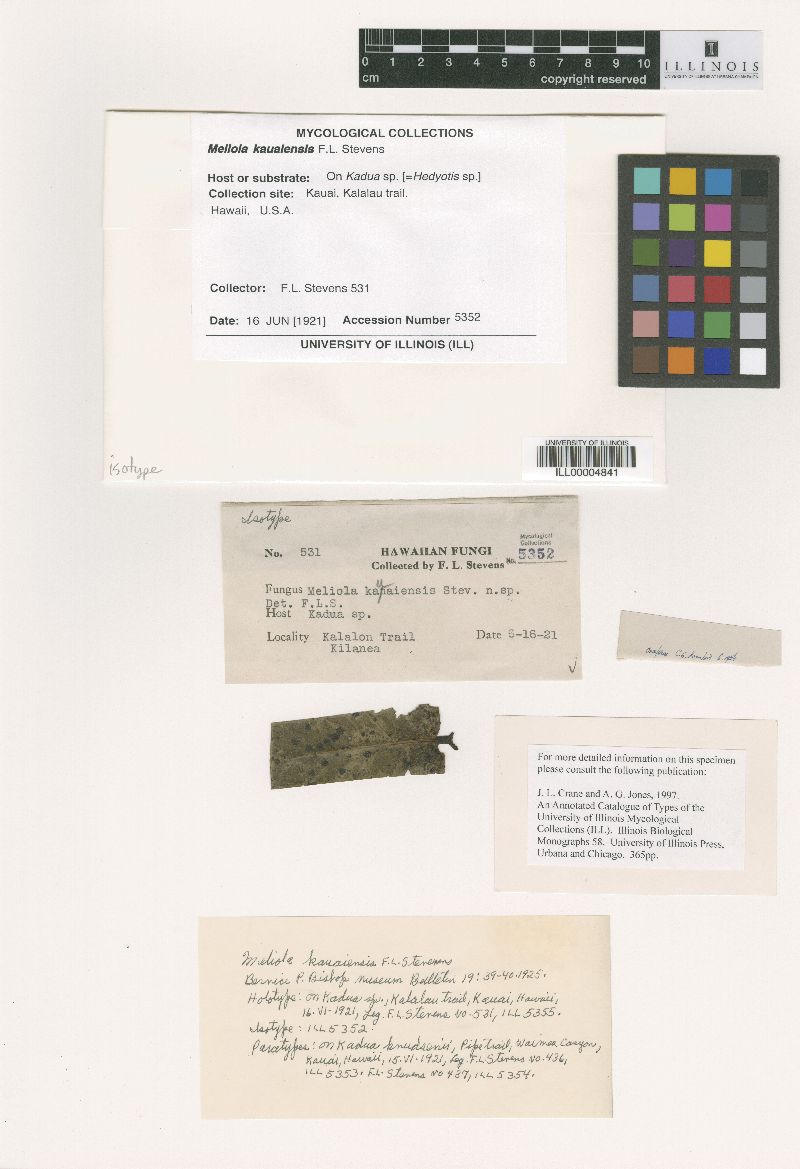 0 1 2 3 4 5 6 7 8 9 10
cm
copyright reserved
ILLINOIS
UNIVERSITY OF ILLINOIS AT URBANA-CHAMPAIGN
MYCOLOGICAL COLLECTIONS
Meliola kauaiensis F.L. Stevens
Host or substrate: On Kadua sp. [=Hedyotis sp.]
Collection site: Kauai, Kalalau trail.
Hawaii, U.S.A.
Collector: F.L. Stevens 531
Date: 16 JUN [1921] Accession Number 5352
UNIVERSITY OF ILLINOIS (ILL)
isotype
UNIVERSITY OF ILLINOIS
ILL00004841
Isotype
Mycological
Collections
No. 5352
No. 531 HAWAIIAN FUNGI
Collected by F. L. Stevens
Fungus Meliola kauaiensis Stev. n.sp.
Det. F.L.S.
Host Kadua sp.
Locality Kalalon Trail Date 6-16-21
Kilanea
For more detailed information on this specimen
please consult the following publication:
J. L. Crane and A. G. Jones, 1997.
An Annotated Catalogue of Types of the
University of Illinois Mycological
Collections (ILL). Illinois Biological
Monographs 58. University of Illinois Press,
Urbana and Chicago. 365pp.
Meliola kauaiensis F.L. Stevens
Bernice P. Bishop Museum Bulletin 19: 39-40. 1925.
Holotype: on Kadua sp., Kalalau trail, Kauai, Hawaii,
16-VI-1921, Leg. F.L. Stevens no. 531, ILL 5355.
Isotype: ILL 5352.
Paratypes: on Kadua knudsenii, Pipi trail, Waimea Canyon,
Kauai, Hawaii, 15-VI-1921, Leg. F.L. Stevens no. 436,
ILL 5353. F.L. Stevens no 437, ILL 5354.